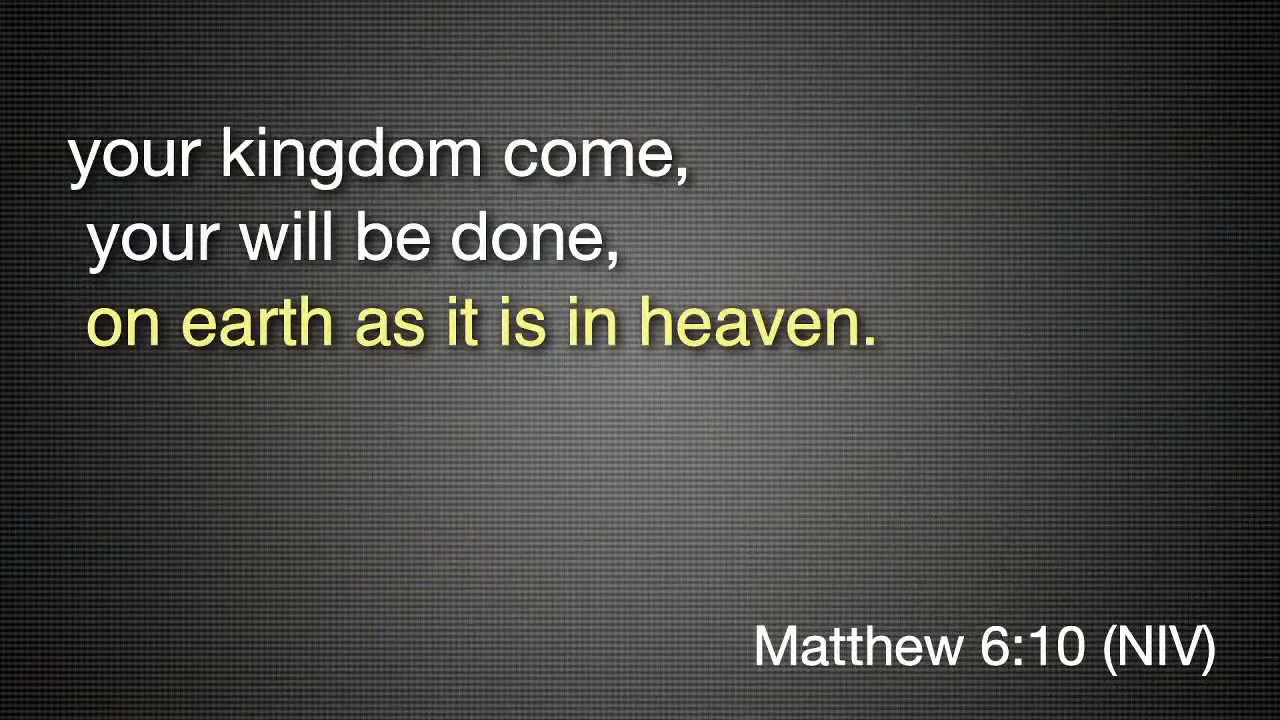 your kingdom come,
your will be done,
on earth as it is in heaven.
Matthew 6:10 (NIV)